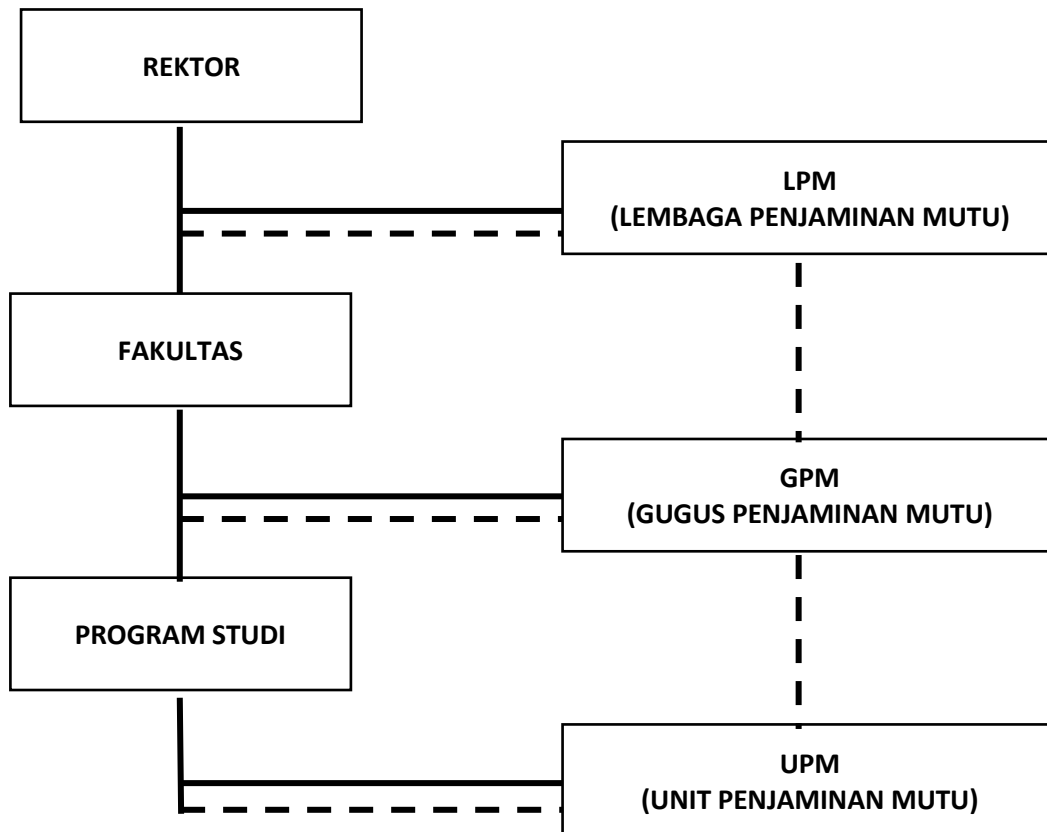 REKTOR
LPM
(LEMBAGA PENJAMINAN MUTU)
FAKULTAS
GPM
(GUGUS PENJAMINAN MUTU)
PROGRAM STUDI
UPM
(UNIT PENJAMINAN MUTU)